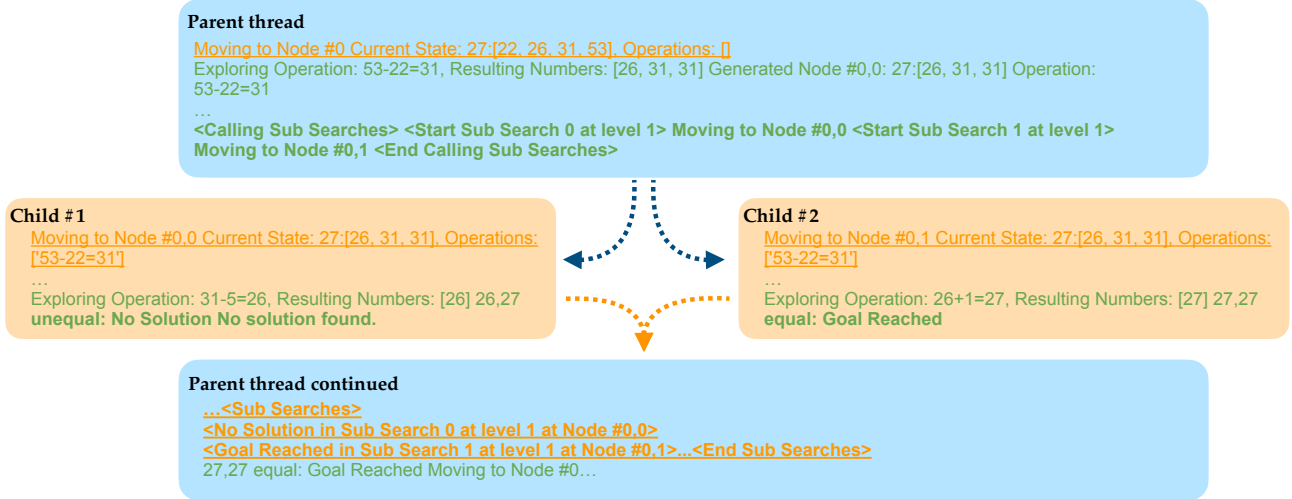 Parent thread
Moving to Node #0 Current State: 27:[22, 26, 31, 53], Operations: []
Exploring Operation: 53-22=31, Resulting Numbers: [26, 31, 31] Generated Node #0,0: 27:[26, 31, 31] Operation:
53-22=31
…
<Calling Sub Searches> <Start Sub Search 0 at level 1> Moving to Node #0,0 <Start Sub Search 1 at level 1>
Moving to Node #0,1 <End Calling Sub Searches>
Child #1
Moving to Node #0,0 Current State: 27:[26, 31, 31], Operations:
['53-22=31']
…
Exploring Operation: 31-5=26, Resulting Numbers: [26] 26,27
unequal: No Solution No solution found.
Child #2
Moving to Node #0,1 Current State: 27:[26, 31, 31], Operations:
['53-22=31']
…
Exploring Operation: 26+1=27, Resulting Numbers: [27] 27,27
equal: Goal Reached
Parent thread continued
…<Sub Searches>
<No Solution in Sub Search 0 at level 1 at Node #0,0>
<Goal Reached in Sub Search 1 at level 1 at Node #0,1>...<End Sub Searches>
27,27 equal: Goal Reached Moving to Node #0…